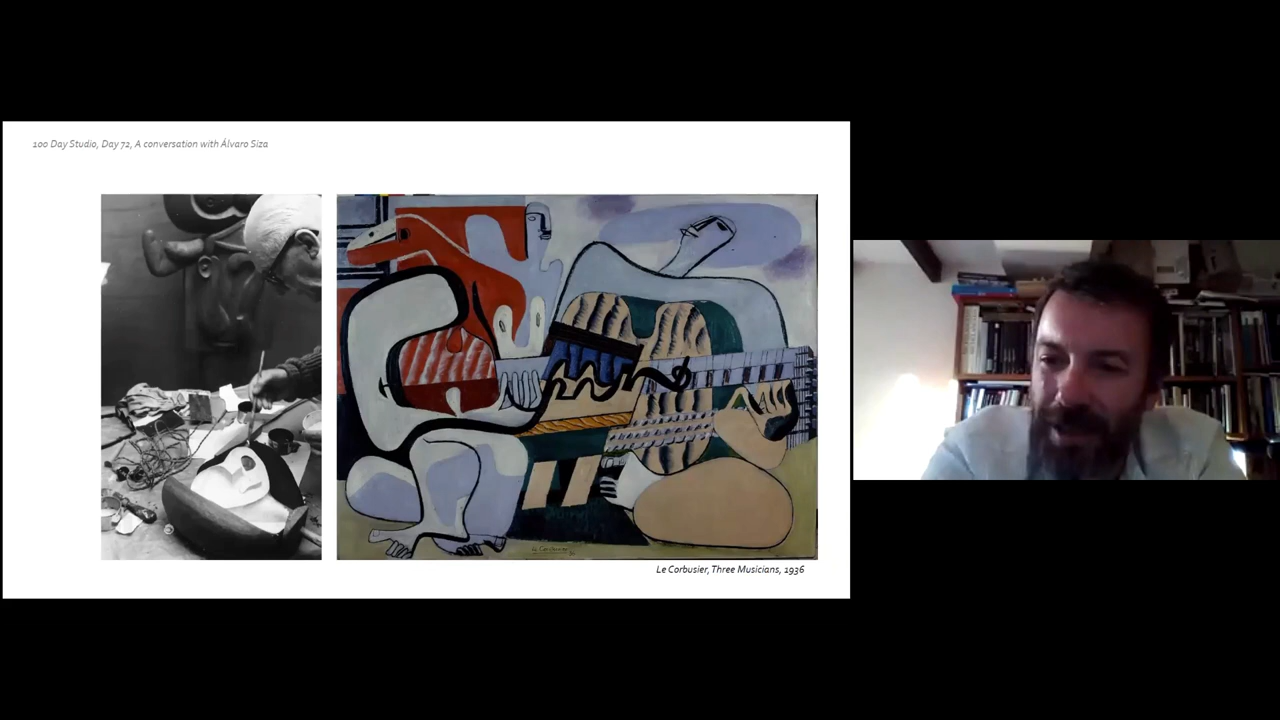 100 Day Studio, Day 72, A conversation with Álvaro Siza
Le Corbusier, Three Musicians, 1936